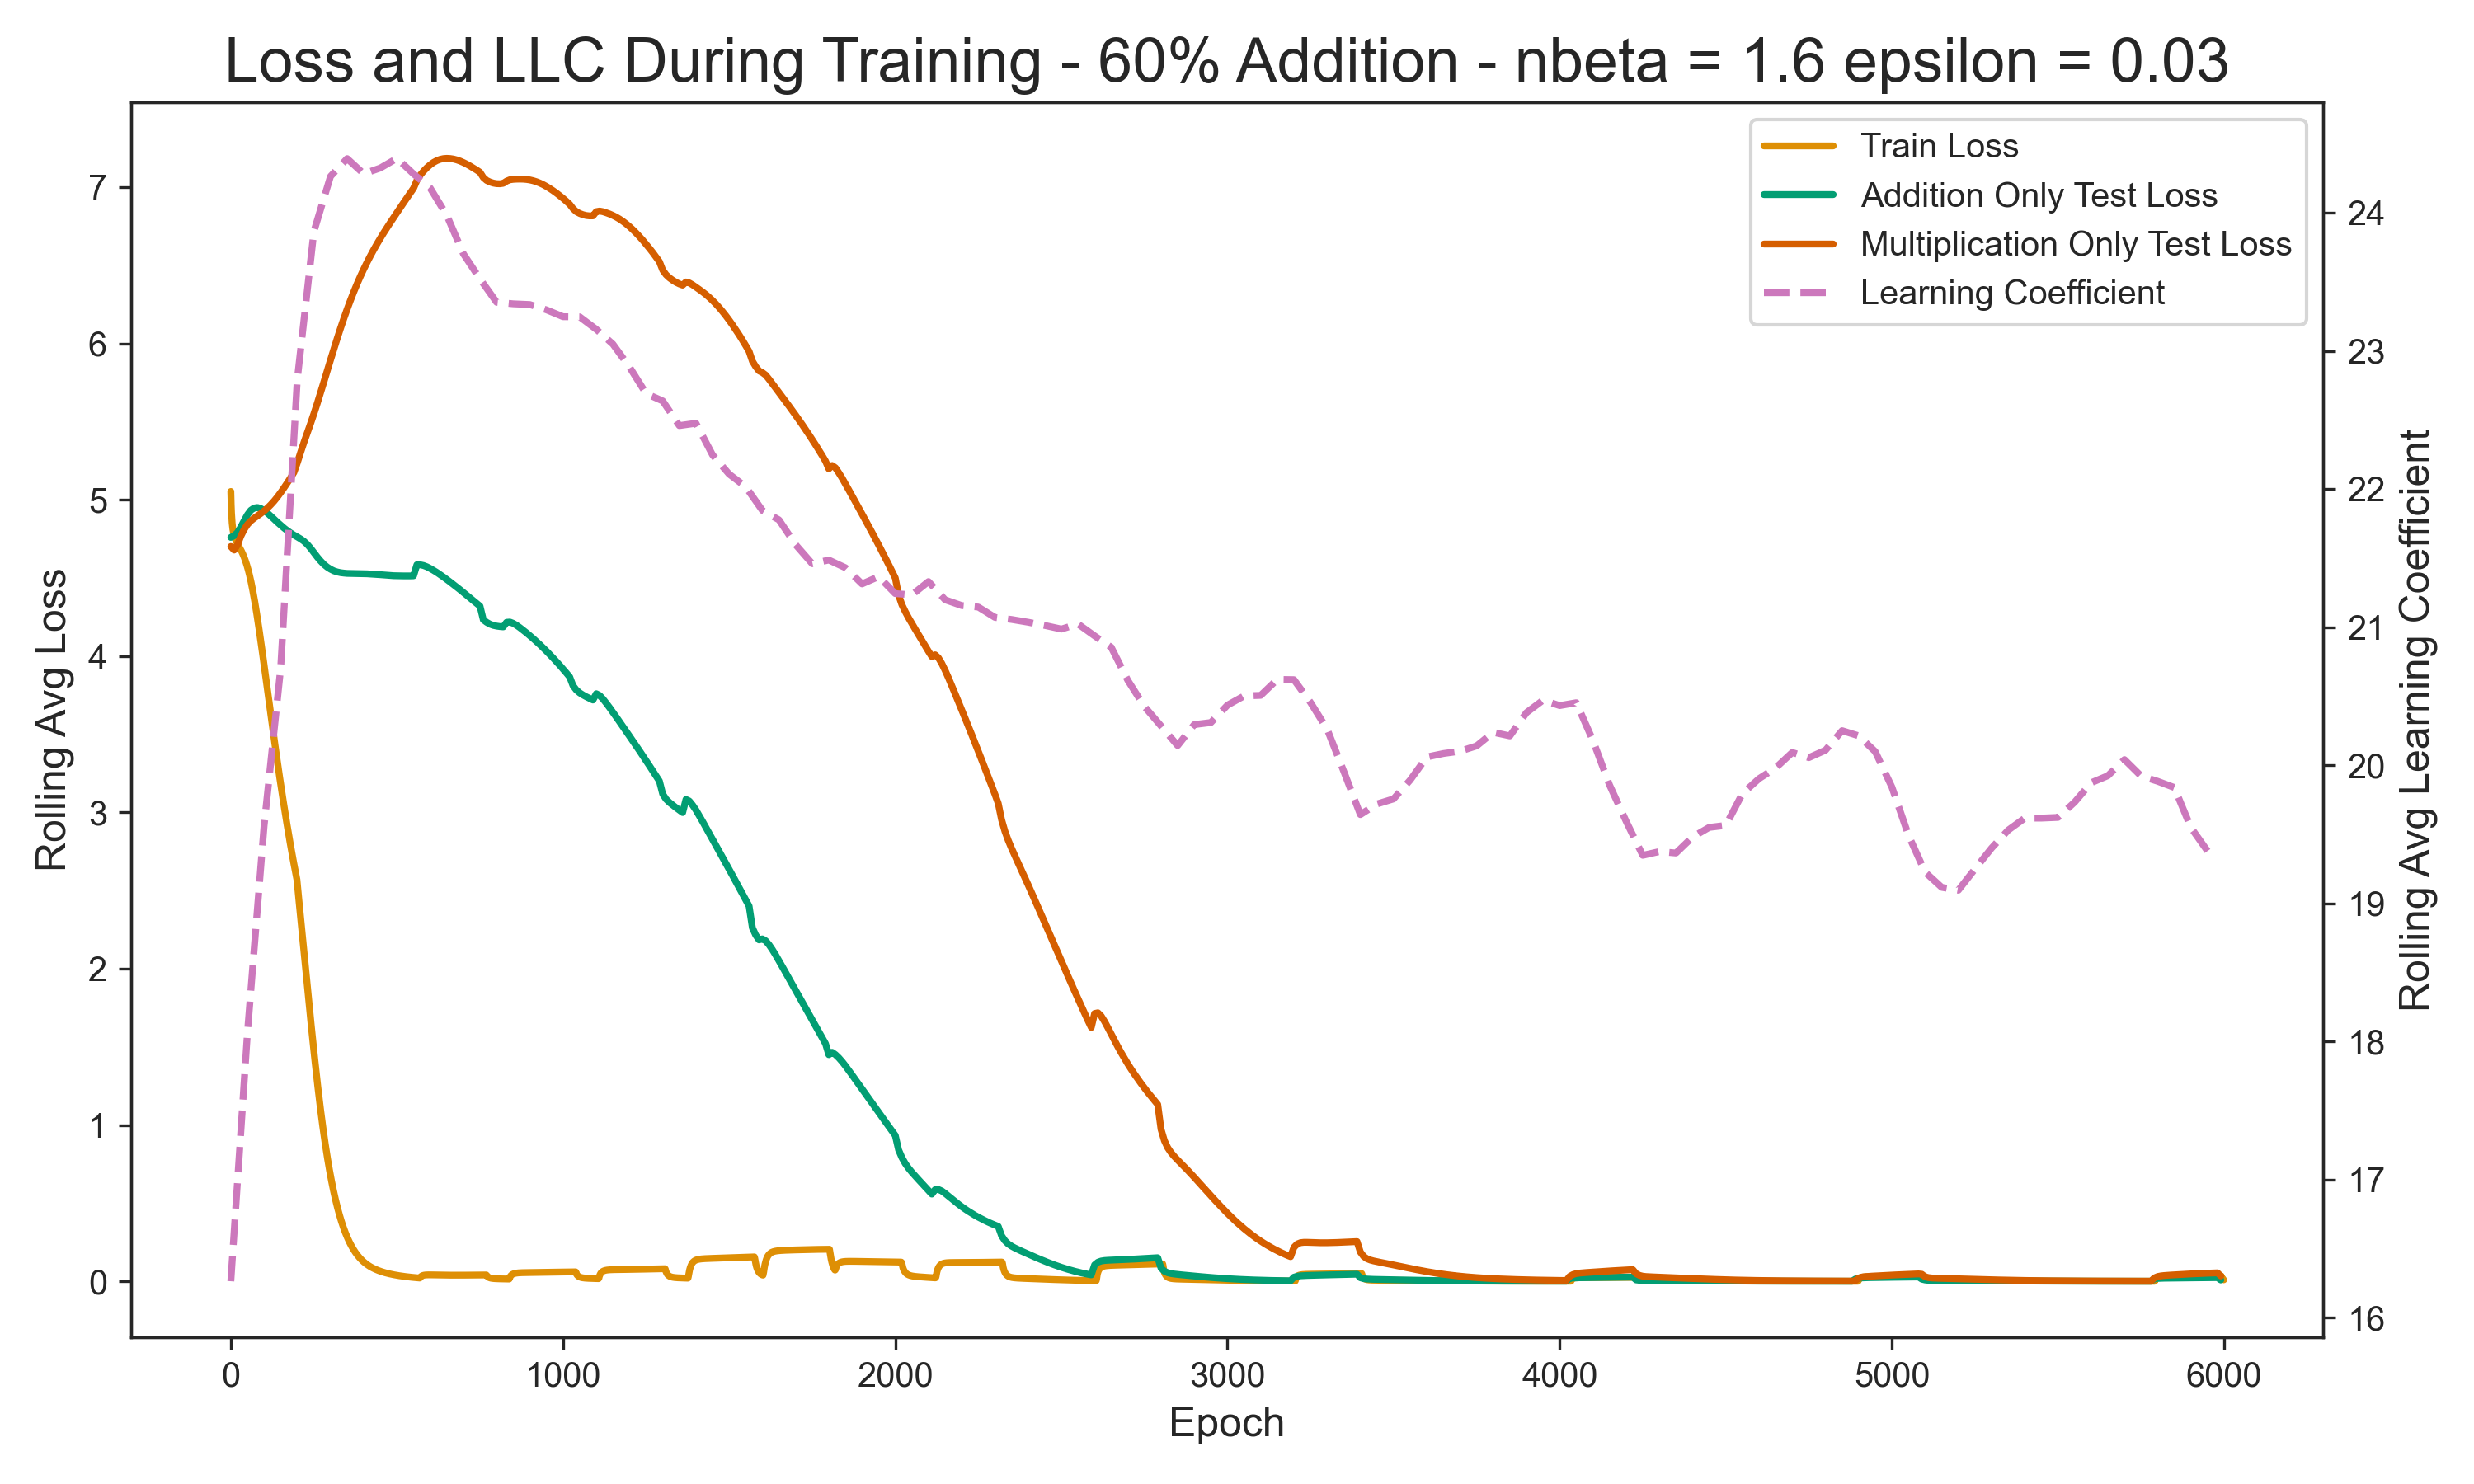 Loss and LLC During Training - 60% Addition - nbeta = 1.6 epsilon = 0.03
Train Loss
Addition Only Test Loss
Multiplication Only Test Loss
Learning Coefficient
Rolling Avg Loss
7
6
5
4
3
2
1
0
Rolling Avg Learning Coefficient
24
23
22
21
20
19
18
17
16
0 1000 2000 3000 4000 5000 6000
Epoch